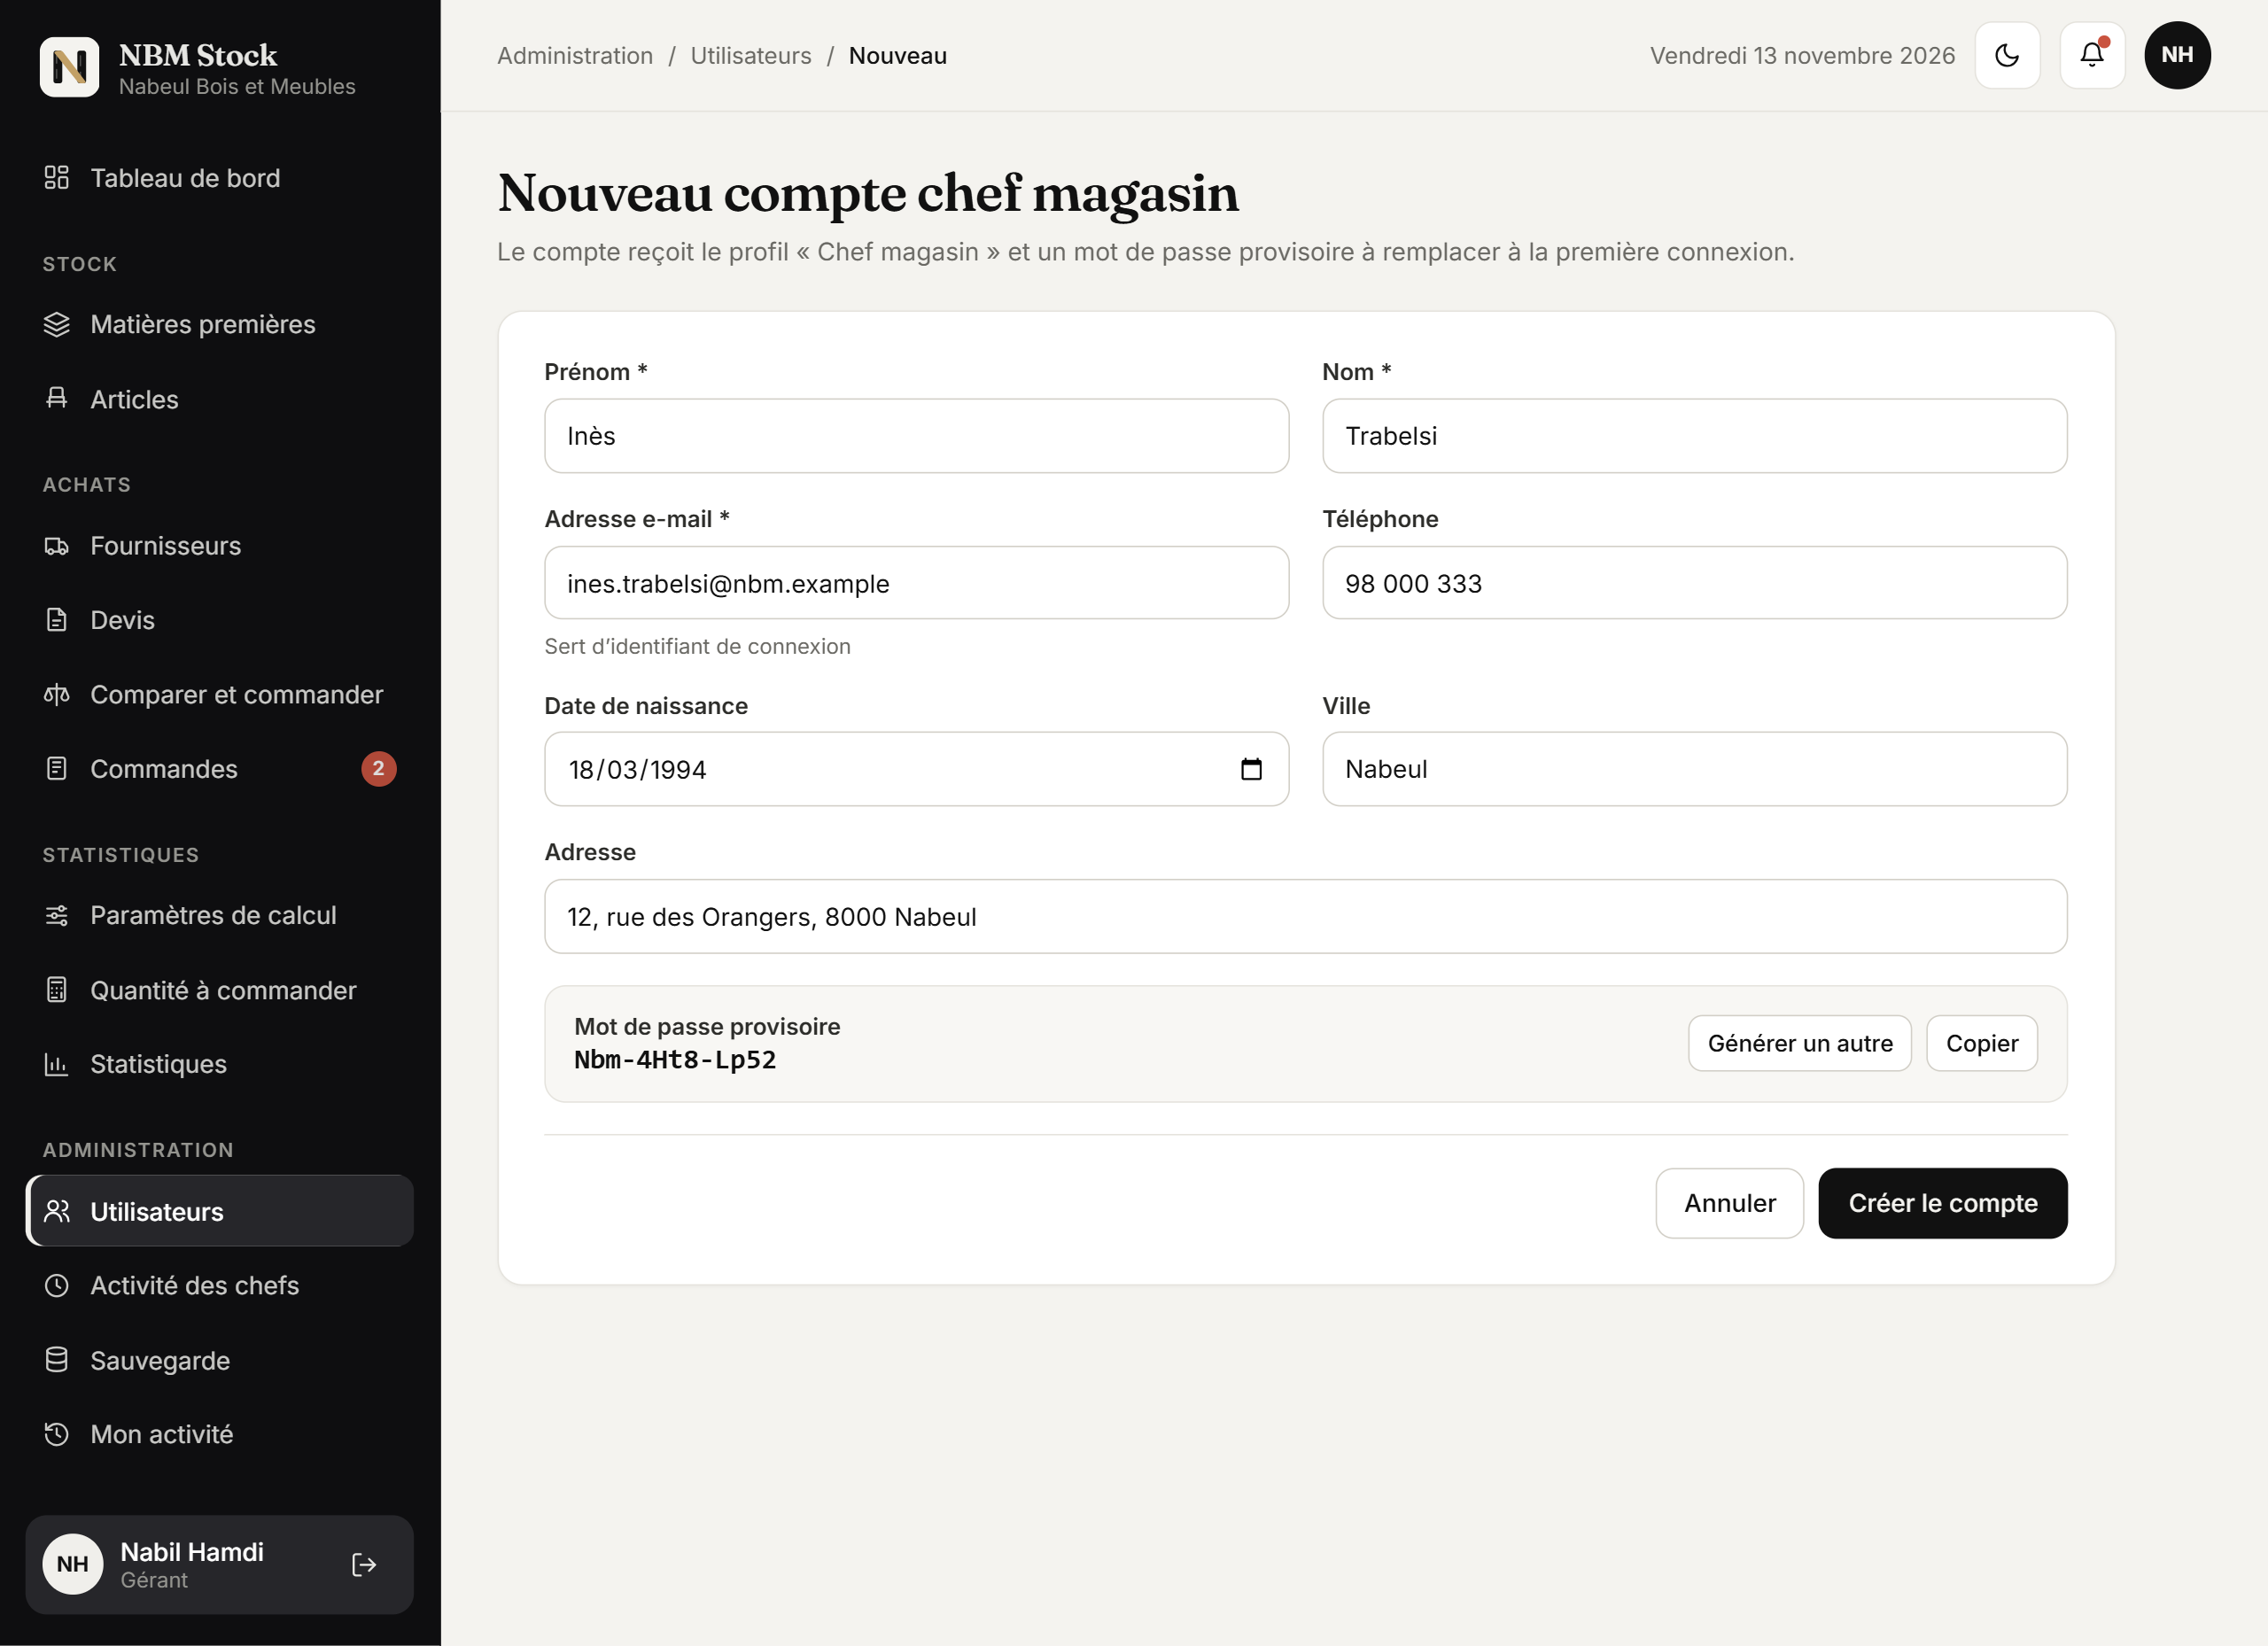 NBM Stock
Nabeul Bois et Meubles
Tableau de bord
STOCK
Matières premières
Articles
ACHATS
Fournisseurs
Devis
Comparer et commander
Commandes 2
STATISTIQUES
Paramètres de calcul
Quantité à commander
Statistiques
ADMINISTRATION
Utilisateurs
Activité des chefs
Sauvegarde
Mon activité
NH
Nabil Hamdi
Gérant
Administration / Utilisateurs / Nouveau
Vendredi 13 novembre 2026
NH
Nouveau compte chef magasin
Le compte reçoit le profil « Chef magasin » et un mot de passe provisoire à remplacer à la première connexion.
Prénom *
Inès
Nom *
Trabelsi
Adresse e-mail *
ines.trabelsi@nbm.example
Sert d’identifiant de connexion
Téléphone
98 000 333
Date de naissance
18/03/1994
Ville
Nabeul
Adresse
12, rue des Orangers, 8000 Nabeul
Mot de passe provisoire
Nbm-4Ht8-Lp52
Générer un autre
Copier
Annuler
Créer le compte